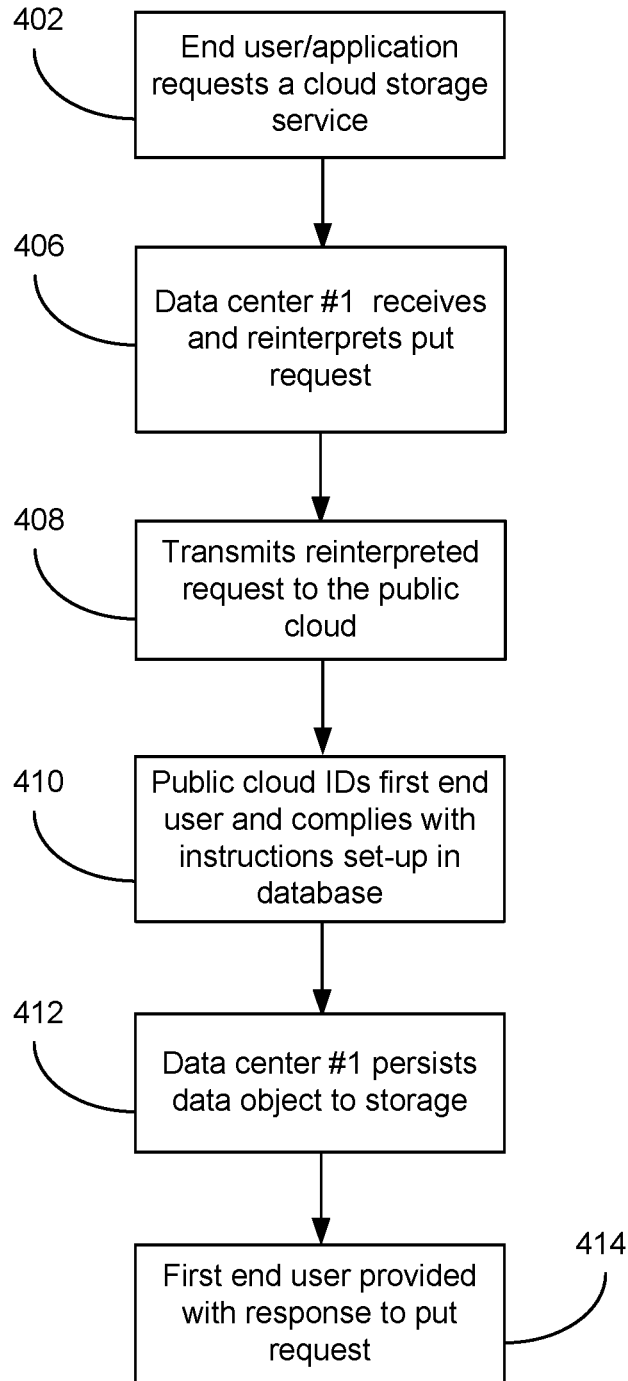 402
End user/application
requests a cloud storage
service
406
Data center #1 receives
and reinterprets put
request
408
Transmits reinterpreted
request to the public
cloud
410
Public cloud IDs first end
user and complies with
instructions set-up in
database
412
Data center #1 persists
data object to storage
414
First end user provided
with response to put
request